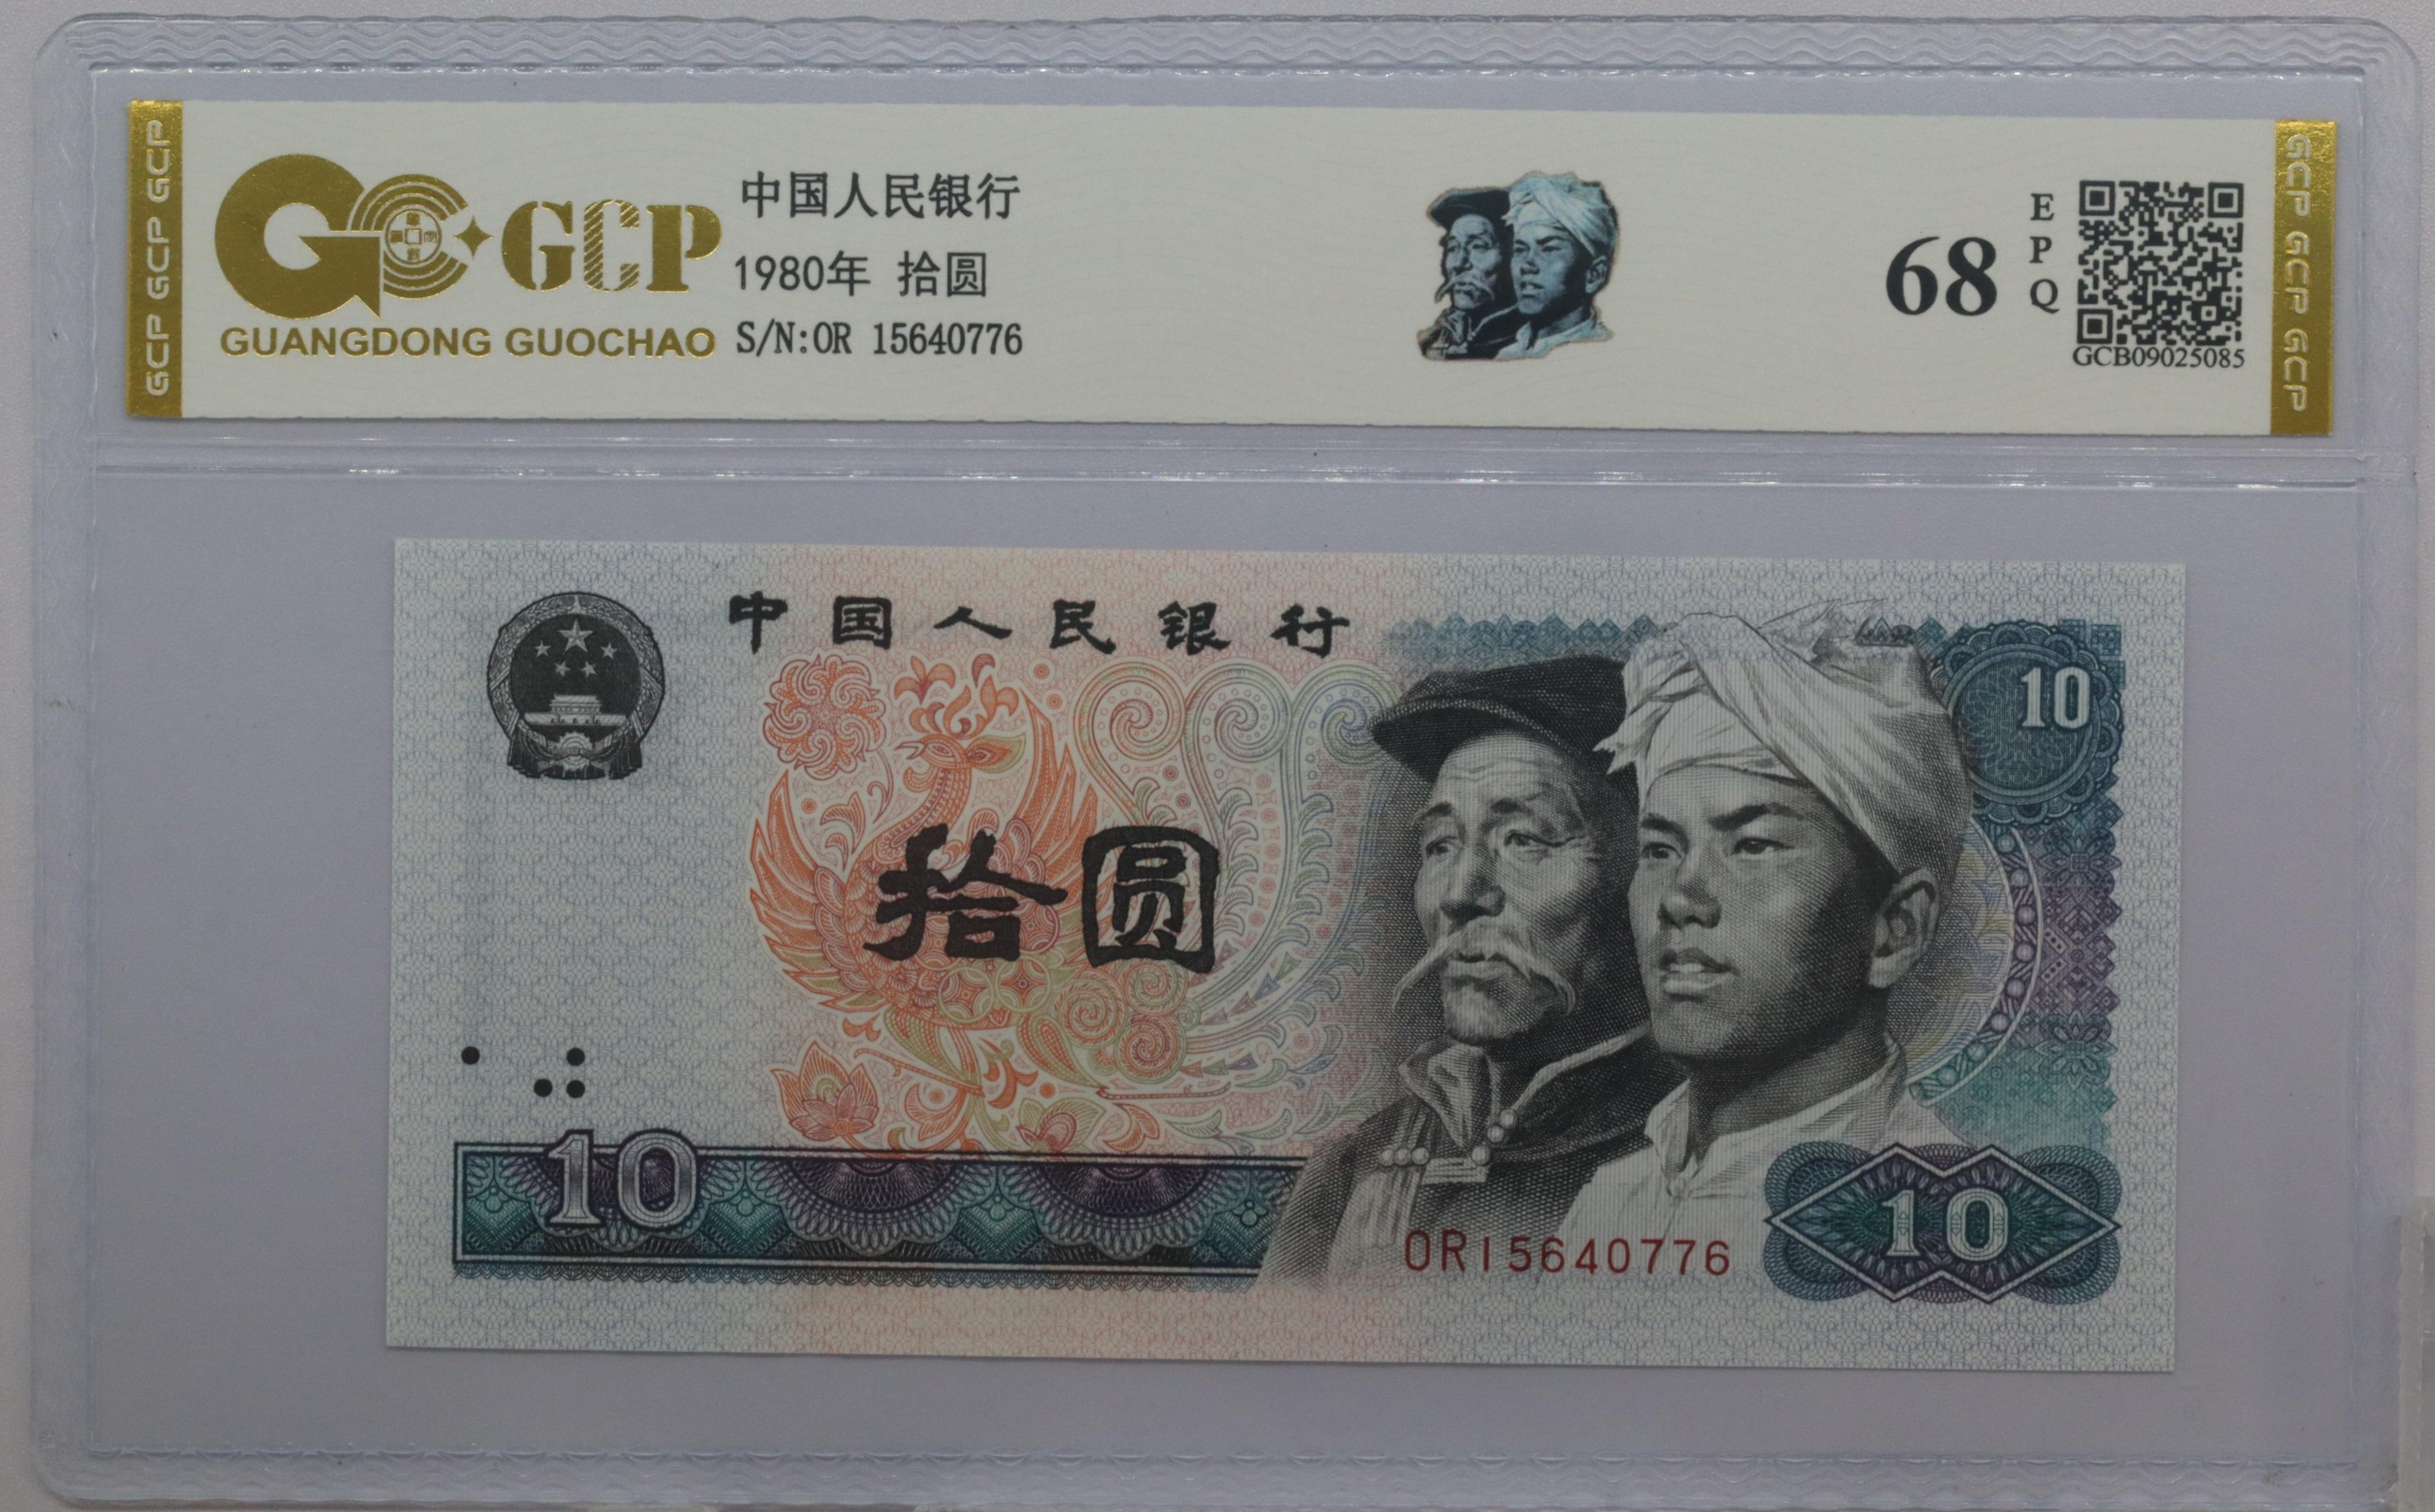 GCP GCP GCP
GCP
GUANGDONG GUOCHAO
中国人民银行
1980年 拾圆
S/N:OR 15640776
68
EPQ
GCB09025085
GCP GCP GCP
中国人民银行
10
拾圆
10
OR15640776
10